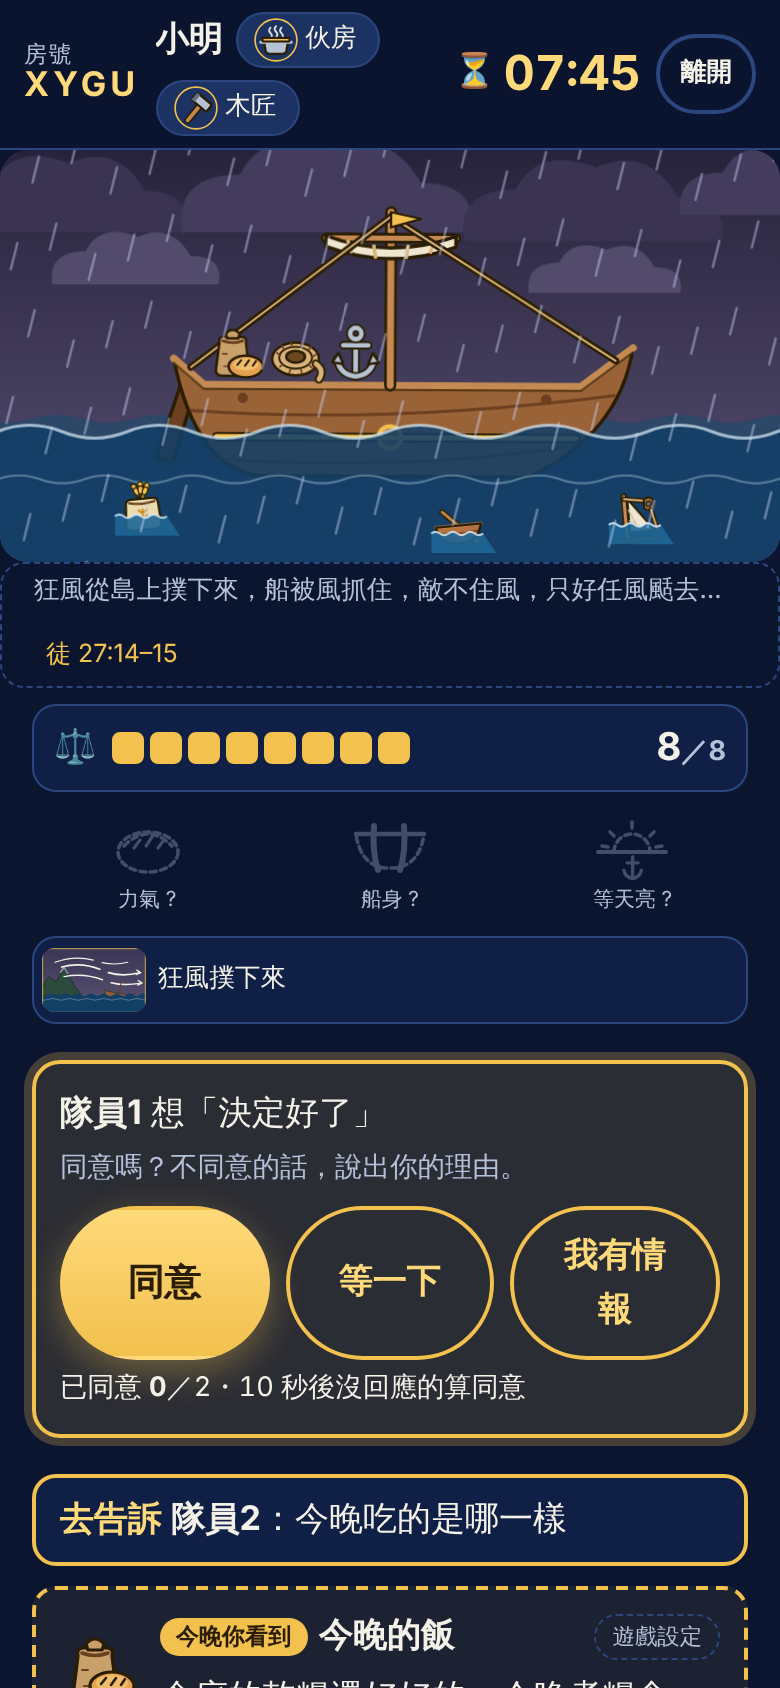 房號
XYGU
小明
伙房
木匠
07:45
離開
狂風從島上撲下來，船被風抓住，敵不住風，只好任風颳去…
徒 27:14–15
8／8
力氣？
船身？
等天亮？
狂風撲下來
隊員1 想「決定好了」
同意嗎？不同意的話，說出你的理由。
同意
等一下
我有情
報
已同意 0／2・10 秒後沒回應的算同意
去告訴 隊員2：今晚吃的是哪一樣
今晚你看到
今晚的飯
遊戲設定